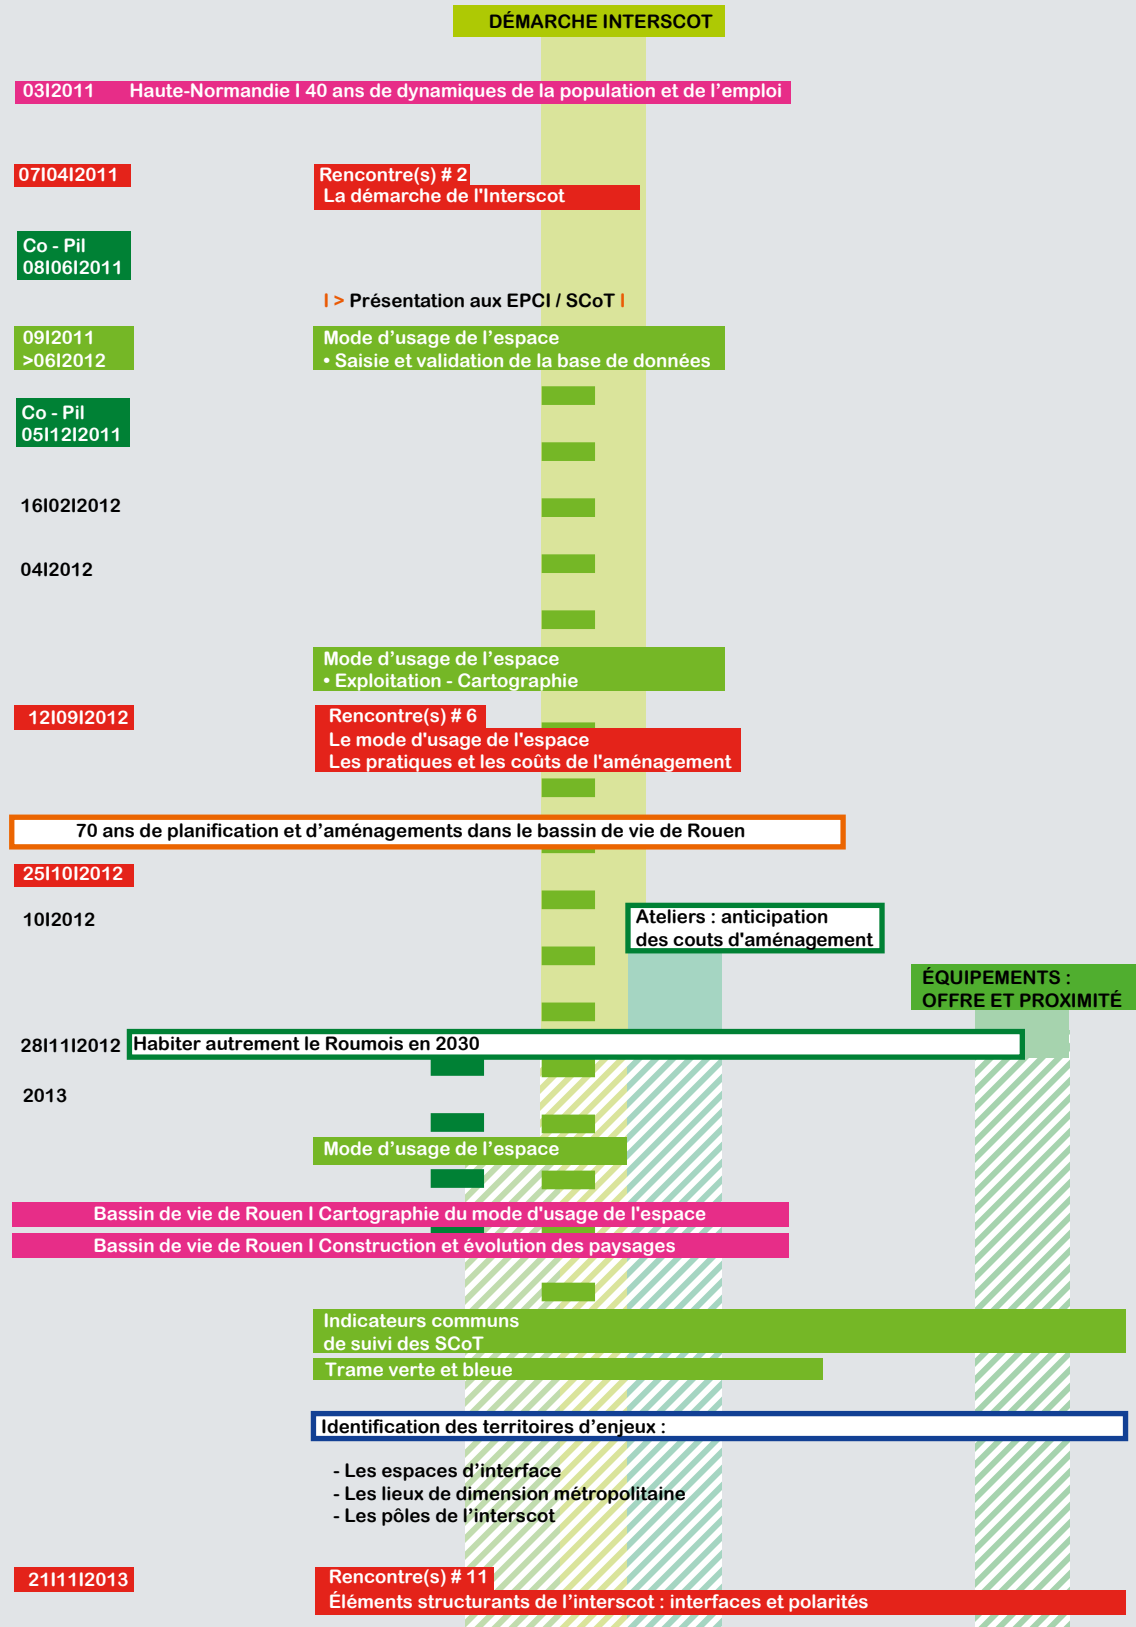 DÉMARCHE INTERSCOT
03I2011 Haute-Normandie I 40 ans de dynamiques de la population et de l’emploi
07I04I2011 Rencontre(s) # 2
La démarche de l'Interscot
Co - Pil
08I06I2011
I > Présentation aux EPCI / SCoT I
09I2011 Mode d’usage de l’espace
>06I2012 • Saisie et validation de la base de données
Co - Pil
05I12I2011
16I02I2012
04I2012
Mode d’usage de l’espace
• Exploitation - Cartographie
12I09I2012 Rencontre(s) # 6
Le mode d'usage de l'espace
Les pratiques et les coûts de l'aménagement
70 ans de planification et d’aménagements dans le bassin de vie de Rouen
25I10I2012
10I2012
Ateliers : anticipation
des couts d'aménagement
ÉQUIPEMENTS :
OFFRE ET PROXIMITÉ
28I11I2012 Habiter autrement le Roumois en 2030
2013
Mode d’usage de l’espace
Bassin de vie de Rouen I Cartographie du mode d'usage de l'espace
Bassin de vie de Rouen I Construction et évolution des paysages
Indicateurs communs
de suivi des SCoT
Trame verte et bleue
Identification des territoires d’enjeux :
- Les espaces d’interface
- Les lieux de dimension métropolitaine
- Les pôles de l’interscot
21I11I2013 Rencontre(s) # 11
Éléments structurants de l’interscot : interfaces et polarités